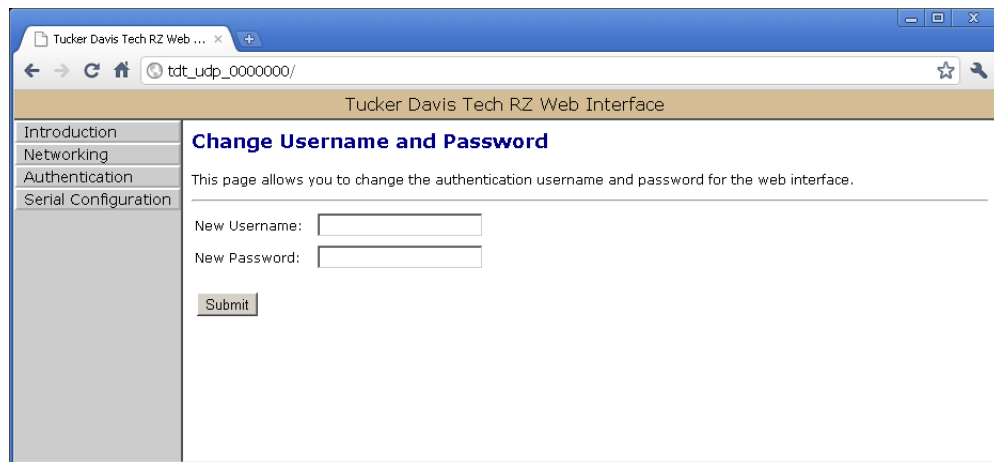 Tucker Davis Tech RZ Web ...
tdt_udp_0000000/
Tucker Davis Tech RZ Web Interface
Introduction
Networking
Authentication
Serial Configuration
Change Username and Password
This page allows you to change the authentication username and password for the web interface.
New Username:
New Password:
Submit